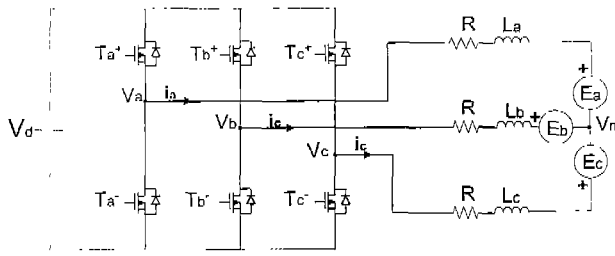 R La
Ta+ Tb+ Tc+
Ea
Va ia
R Lb Eb Vn
Vd Vb ic
Vc ic Ec
R Lc
Ta- Tb- Tc-